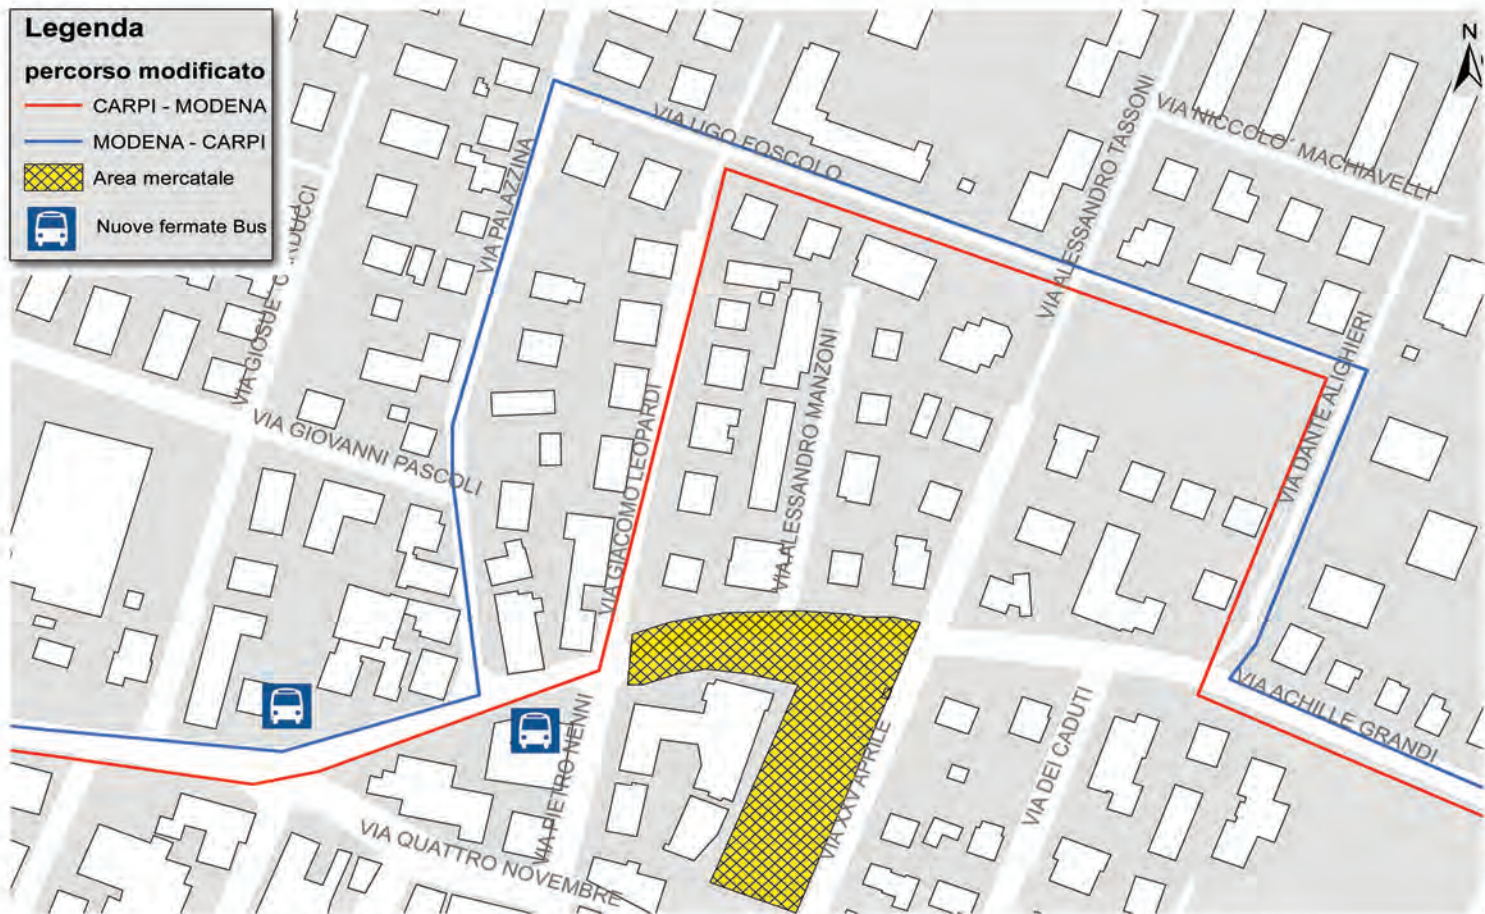 Legenda
percorso modificato
CARPI - MODENA
MODENA - CARPI
Area mercatale
Nuove fermate Bus
N
VIA NICCOLO´ MACHIAVELLI
VIA UGO FOSCOLO
VIA ALESSANDRO TASSONI
VIA PALAZZINA
VIA GIOSUE´
VIA DANTE ALIGHIERI
VIA GIOVANNI PASCOLI
VIA GIACOMO LEOPARDI
VIA ALESSANDRO MANZONI
VIA ACHILLE GRANDI
VIA PIETRO NENNI
VIA XXV APRILE
VIA DEI CADUTI
VIA QUATTRO NOVEMBRE